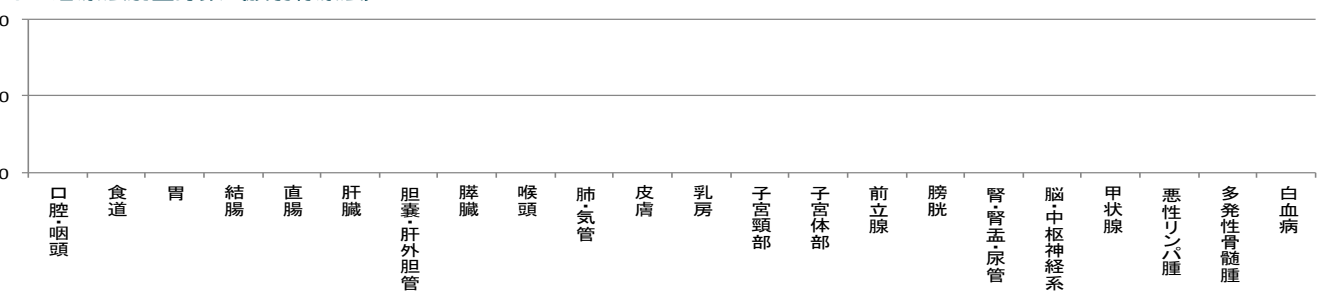 0
0
0
口腔・咽頭
食道
胃
結腸
直腸
肝臓
胆嚢・肝外胆管
膵臓
喉頭
肺・気管
皮膚
乳房
子宮頸部
子宮体部
前立腺
膀胱
腎・腎盂・尿管
脳・中枢神経系
甲状腺
悪性リンパ腫
多発性骨髄腫
白血病